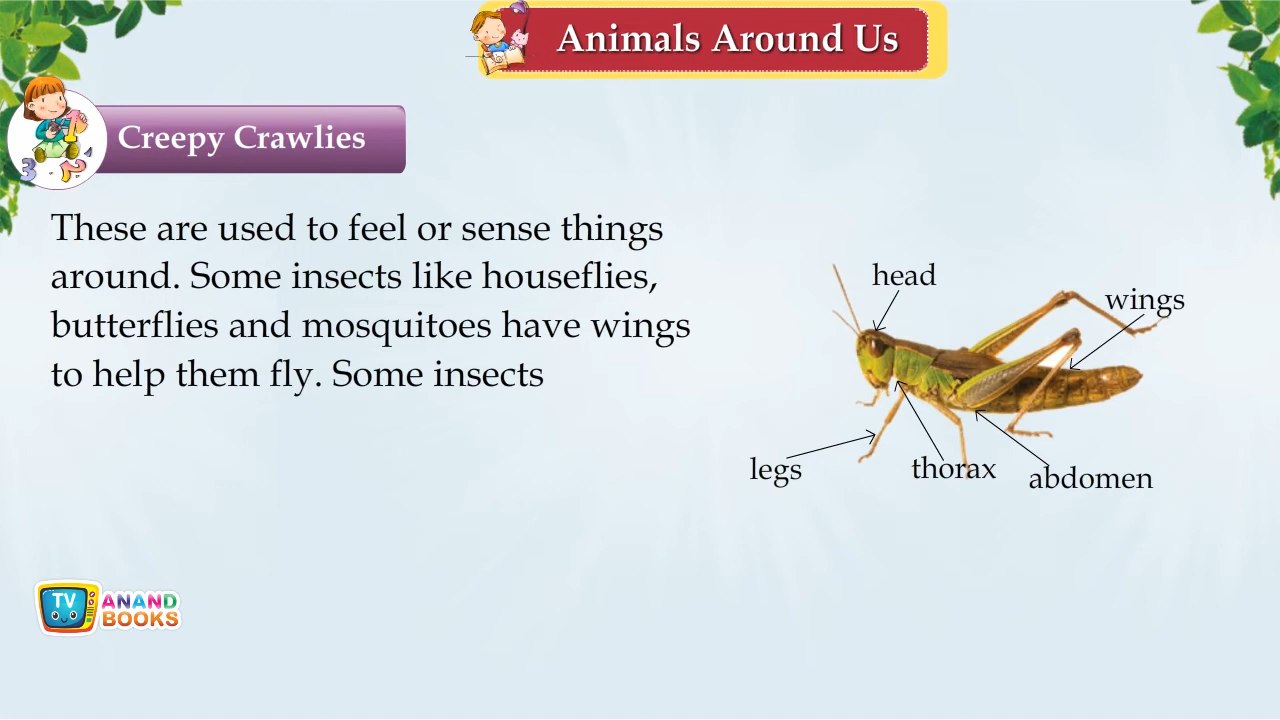 Animals Around Us
Creepy Crawlies
These are used to feel or sense things
around. Some insects like houseflies,
butterflies and mosquitoes have wings
to help them fly. Some insects
head
wings
legs
thorax
abdomen
TV ANAND
BOOKS